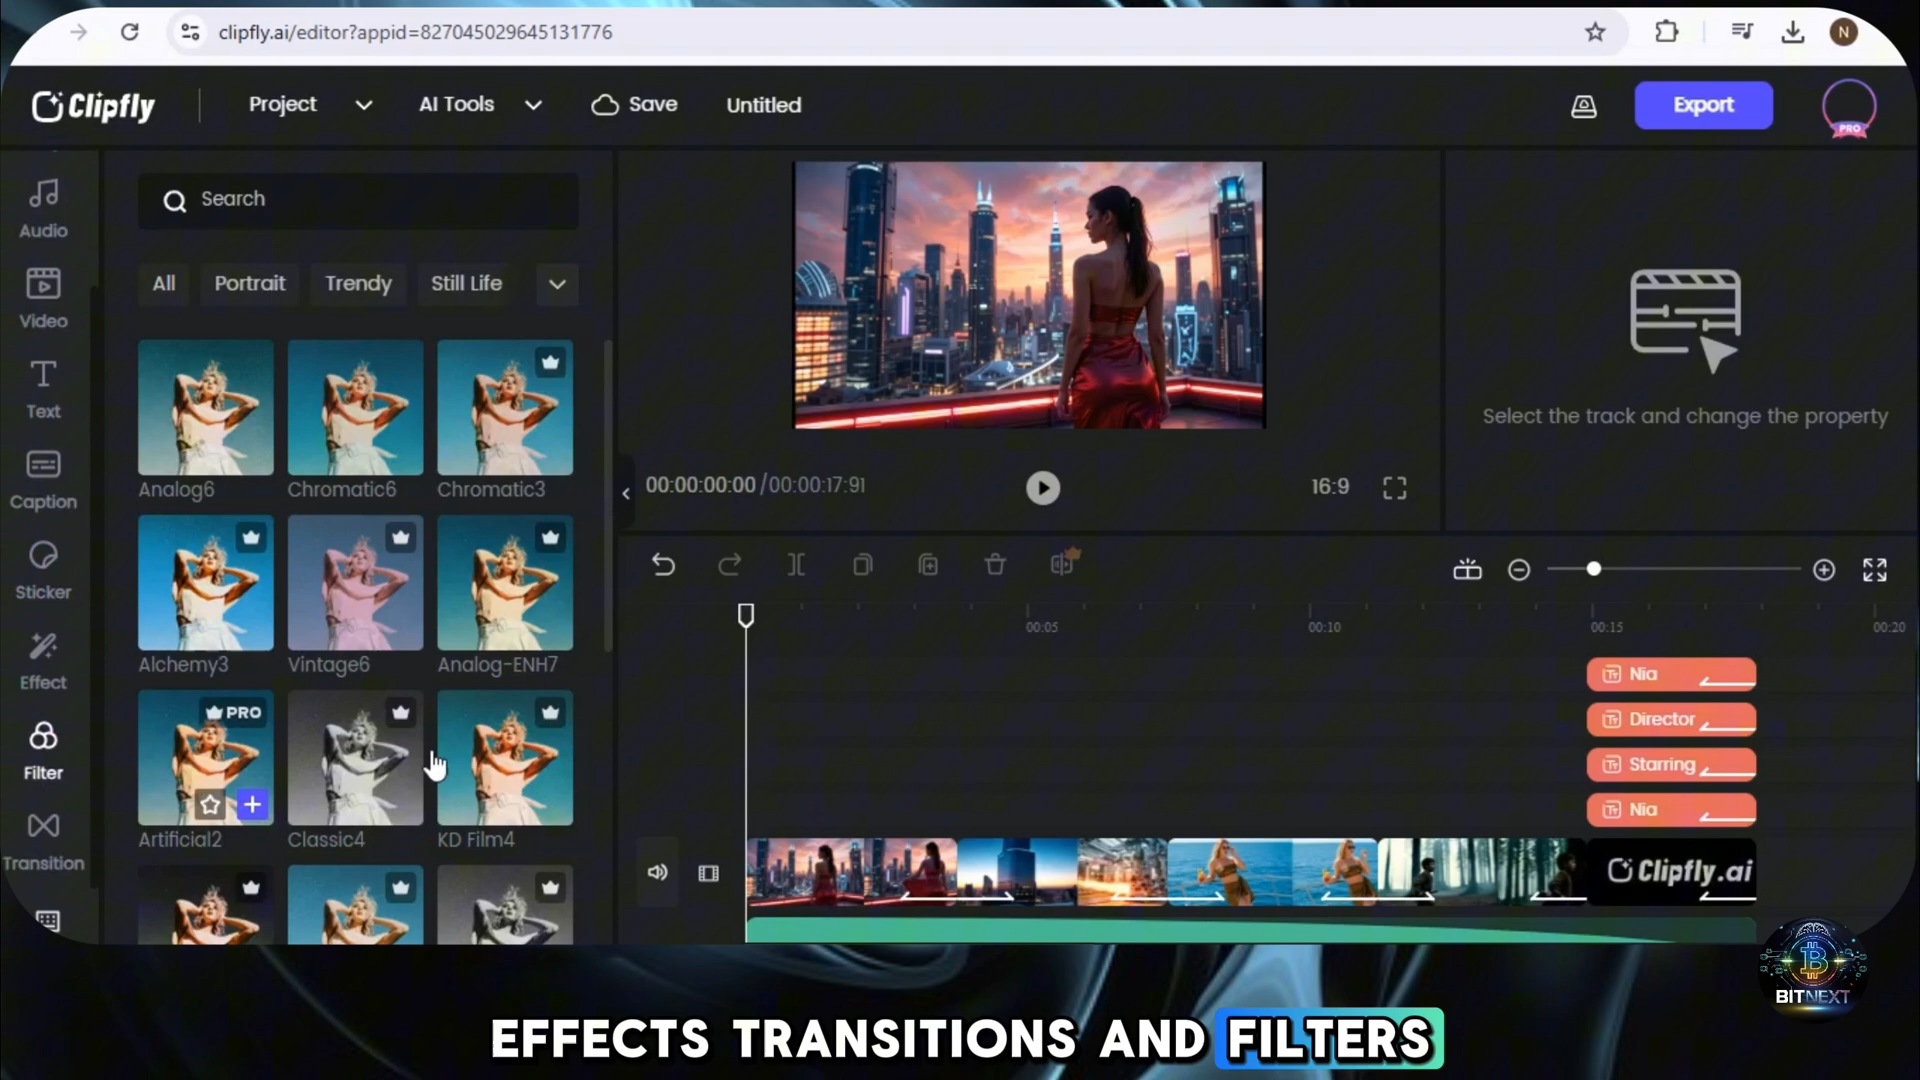 clipfly.ai/editor?appid=827045029645131776
N
Clipfly
Project
AI Tools
Save
Untitled
Export
PRO
Audio
Video
Text
Caption
Sticker
Effect
Filter
Transition
Search
All
Portrait
Trendy
Still Life
Analog6
Chromatic6
Chromatic3
Alchemy3
Vintage6
Analog-ENH7
PRO
Artificial2
Classic4
KD Film4
00:00:00:00 /00:00:17:91
16:9
Select the track and change the property
00:05
00:10
00:15
00:20
Nia
Director
Starring
Nia
Clipfly.ai
BITNEXT
EFFECTS TRANSITIONS AND FILTERS